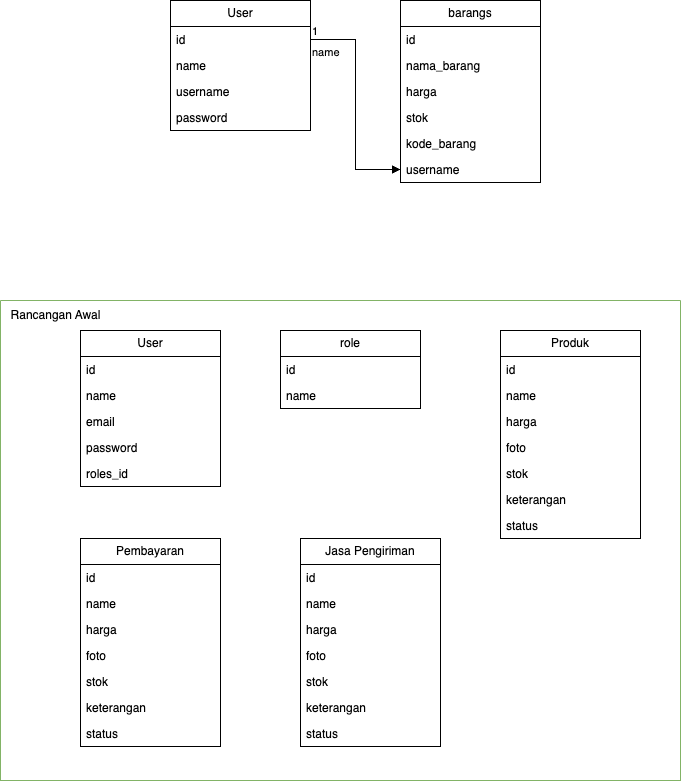 User
id
name
username
password
1
name
barangs
id
nama_barang
harga
stok
kode_barang
username
Rancangan Awal
User
id
name
email
password
roles_id
role
id
name
Produk
id
name
harga
foto
stok
keterangan
status
Pembayaran
id
name
harga
foto
stok
keterangan
status
Jasa Pengiriman
id
name
harga
foto
stok
keterangan
status